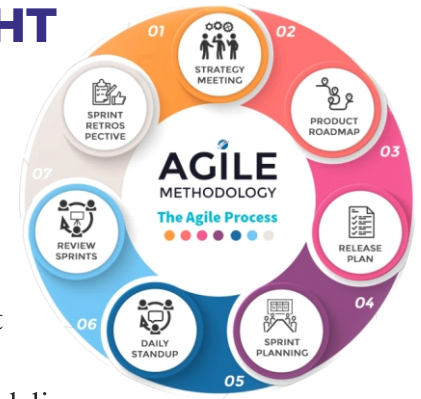 HT
01
STRATEGY
MEETING
02
PRODUCT
ROADMAP
03
RELEASE
PLAN
04
SPRINT
PLANNING
05
DAILY
STANDUP
06
REVIEW
SPRINTS
07
SPRINT
RETROS
PECTIVE
AGILE
METHODOLOGY
The Agile Process
t